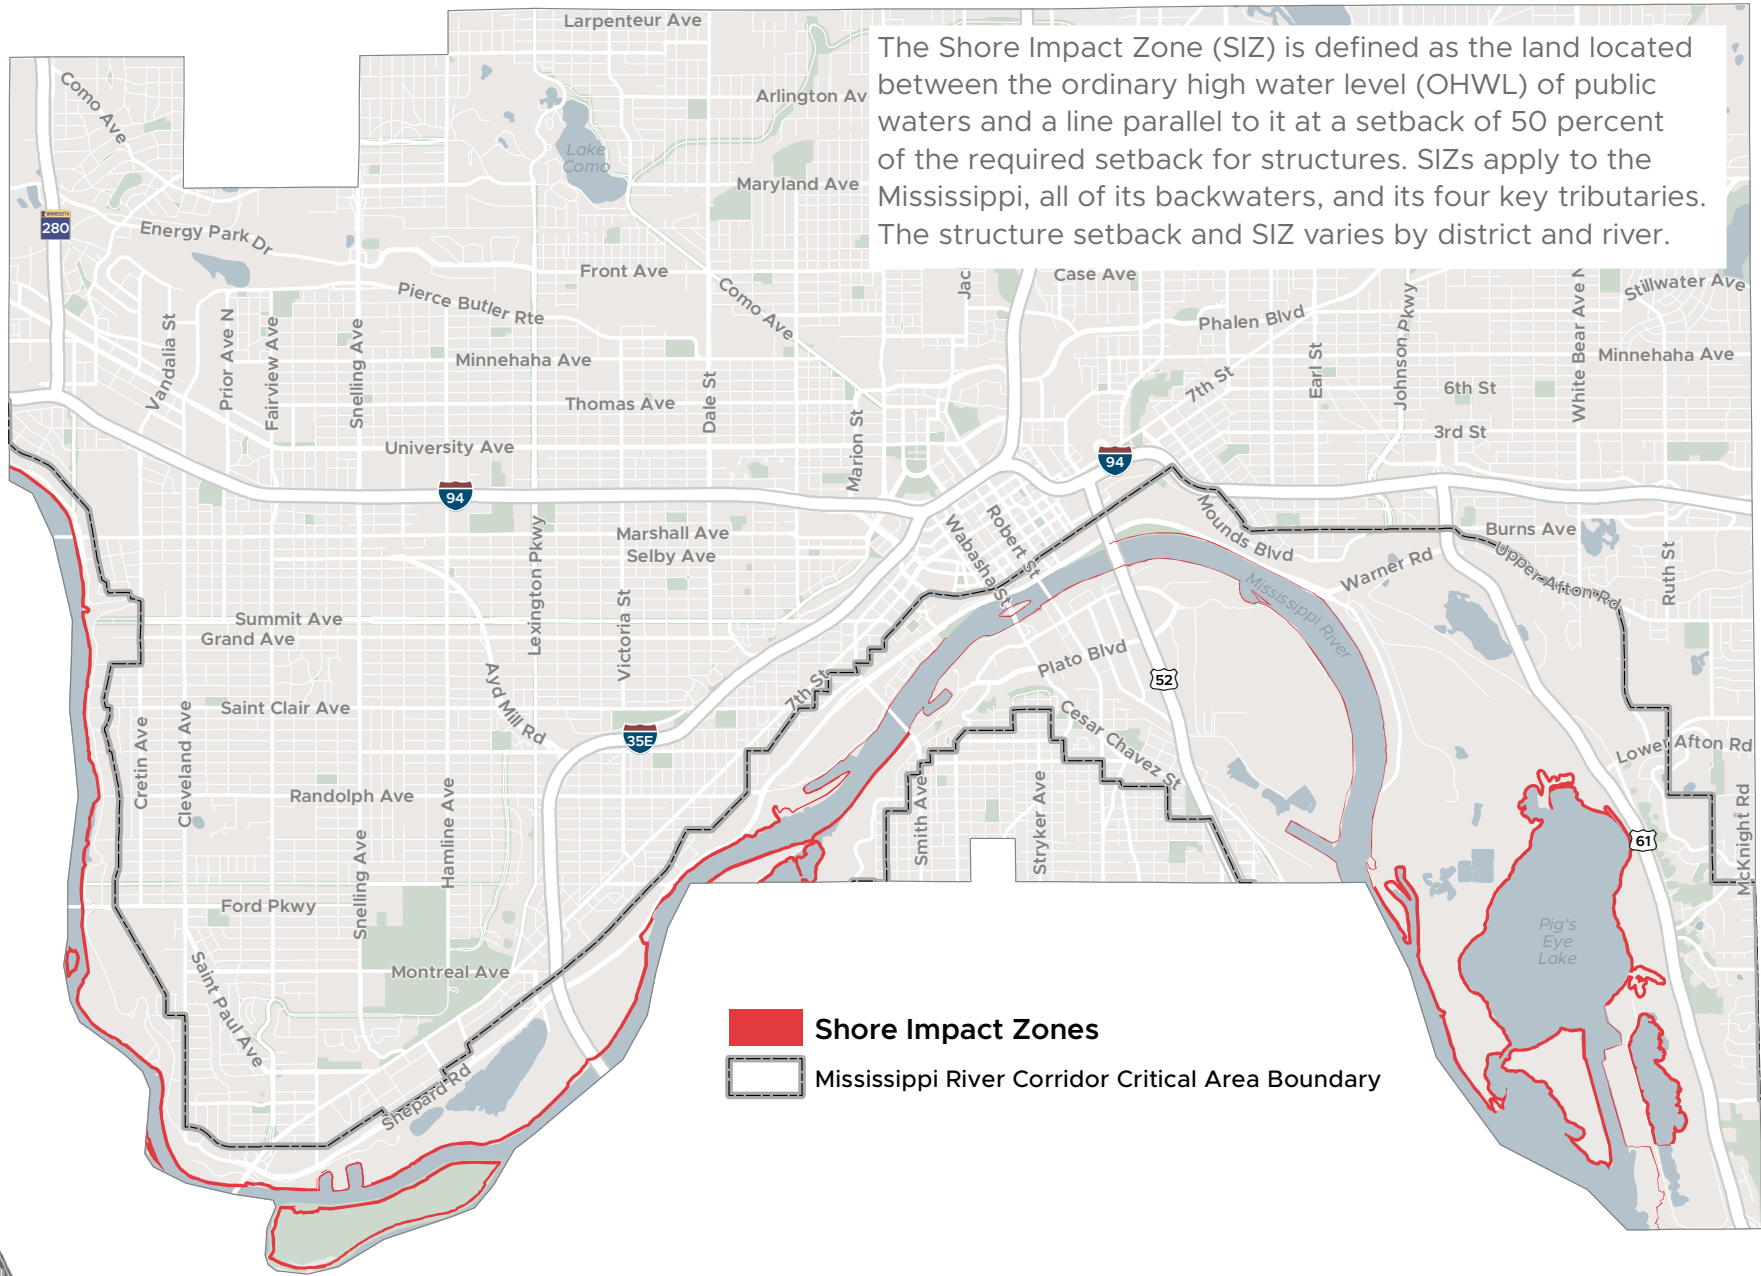 Larpenteur Ave
The Shore Impact Zone (SIZ) is defined as the land located
between the ordinary high water level (OHWL) of public
waters and a line parallel to it at a setback of 50 percent
of the required setback for structures. SIZs apply to the
Mississippi, all of its backwaters, and its four key tributaries.
The structure setback and SIZ varies by district and river.
Como Ave
Arlington Av
Lake
Como
Maryland Ave
MINNESOTA
280
Energy Park Dr
Front Ave
Jac
Case Ave
Pierce Butler Rte
Como Ave
Stillwater Ave
Phalen Blvd
Johnson Pkwy
White Bear Ave N
Vandalia St
Prior Ave N
Fairview Ave
Snelling Ave
Minnehaha Ave
Minnehaha Ave
Dale St
Earl St
7th St
6th St
Thomas Ave
Marion St
3rd St
University Ave
94
94
Lexington Pkwy
Marshall Ave
Selby Ave
Wabasha St
Robert St
Mounds Blvd
Burns Ave
Warner Rd
Upper Afton Rd
Ruth St
Mississippi River
Summit Ave
Grand Ave
Victoria St
Plato Blvd
52
Ayd Mill Rd
7th St
Saint Clair Ave
Cesar Chavez St
35E
Cretin Ave
Cleveland Ave
Lower Afton Rd
Randolph Ave
Hamline Ave
Smith Ave
Stryker Ave
McKnight Rd
61
Snelling Ave
Ford Pkwy
Pig's
Eye
Lake
Saint Paul Ave
Montreal Ave
Shepard Rd
Shore Impact Zones
Mississippi River Corridor Critical Area Boundary